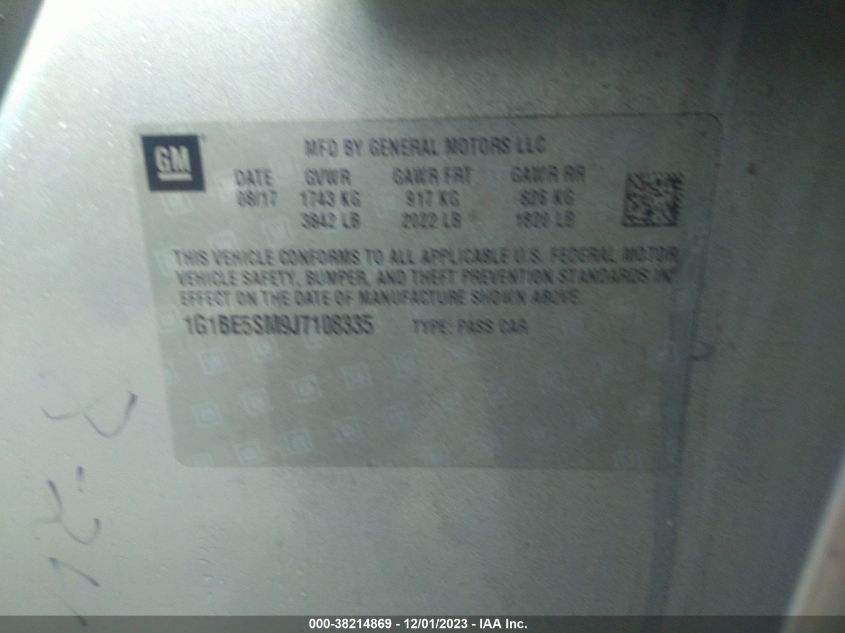 GM
MFD BY GENERAL MOTORS LLC
DATE GVWR GAWR FRT GAWR RR
08/17 1743 KG 917 KG 826 KG
3842 LB 2022 LB 1820 LB
THIS VEHICLE CONFORMS TO ALL APPLICABLE U.S. FEDERAL MOTOR
VEHICLE SAFETY, BUMPER, AND THEFT PREVENTION STANDARDS IN
EFFECT ON THE DATE OF MANUFACTURE SHOWN ABOVE.
1G1BE5SM9J7108335 TYPE: PASS CAR
000-38214869 - 12/01/2023 - IAA Inc.